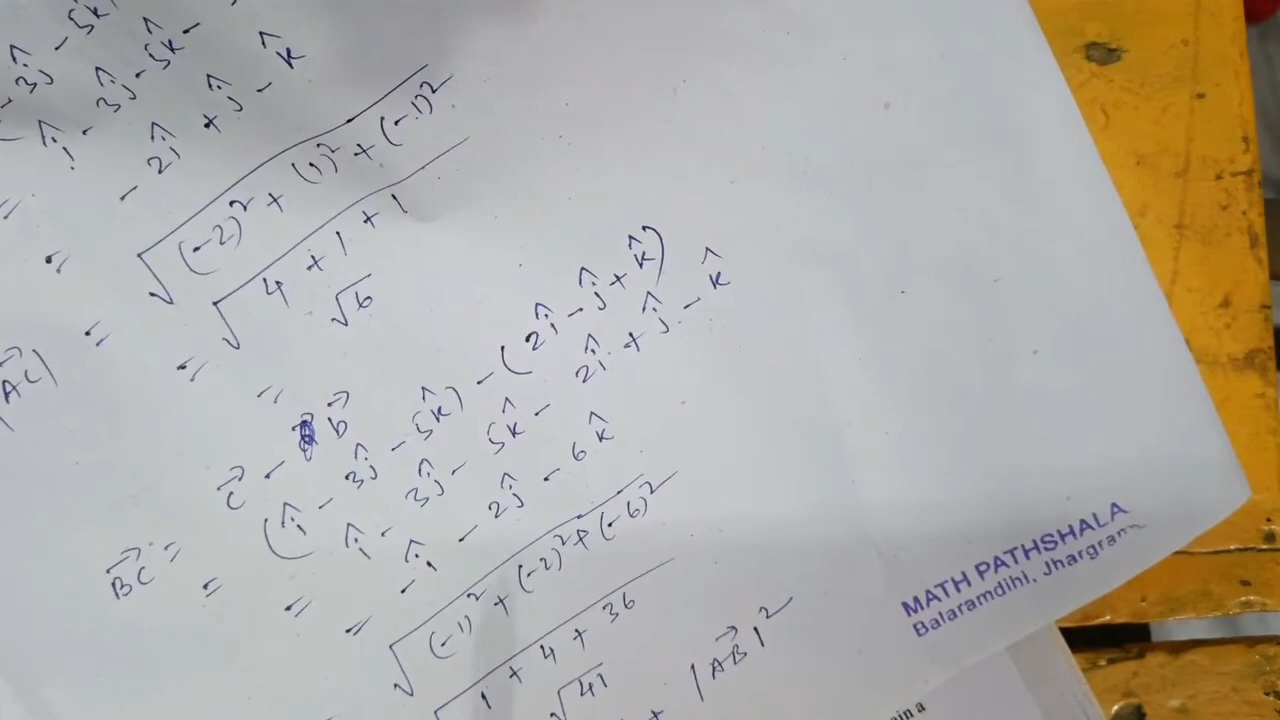 - 3ĵ - 5k̂
î - 3ĵ - 5k̂ -
= - 2î + ĵ - k̂
|AC⃗| = √((-2)² + (1)² + (-1)²)
= √(4 + 1 + 1)
= √6
BC⃗ = c⃗ - b⃗
= (î - 3ĵ - 5k̂) - (2î - ĵ + k̂)
= î - 3ĵ - 5k̂ - 2î + ĵ - k̂
= - î - 2ĵ - 6k̂
√((-1)² + (-2)² + (-6)²)
√(1 + 4 + 36)
√41
+ |AB⃗|²
MATH PATHSHALA
Balaramdihi, Jhargram
in a